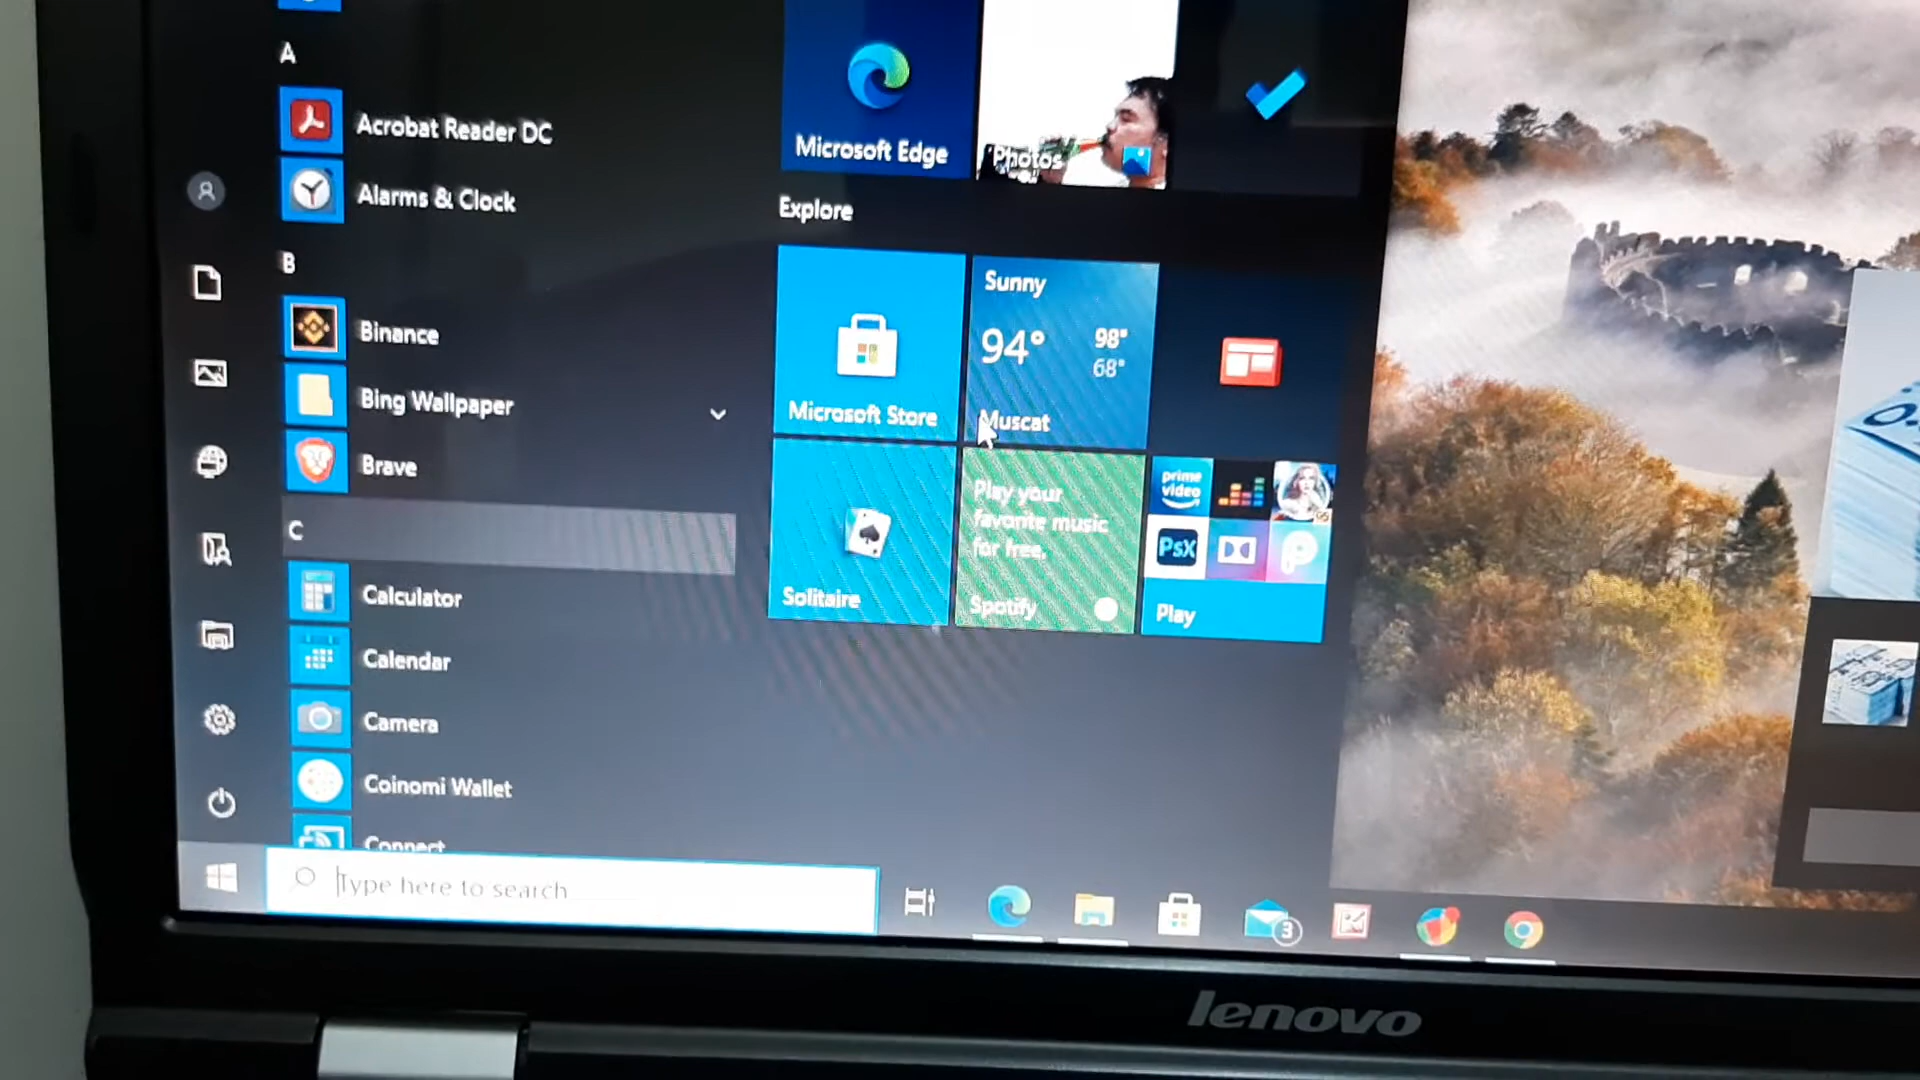 A
Acrobat Reader DC
Alarms & Clock
B
Binance
Bing Wallpaper
Brave
C
Calculator
Calendar
Camera
Coinomi Wallet
Connect
Type here to search
Microsoft Edge
Photos
Explore
Microsoft Store
Sunny
94°
98°
68°
Muscat
Solitaire
Play your
favorite music
for free.
Spotify
prime
video
PsX
Play
3
lenovo